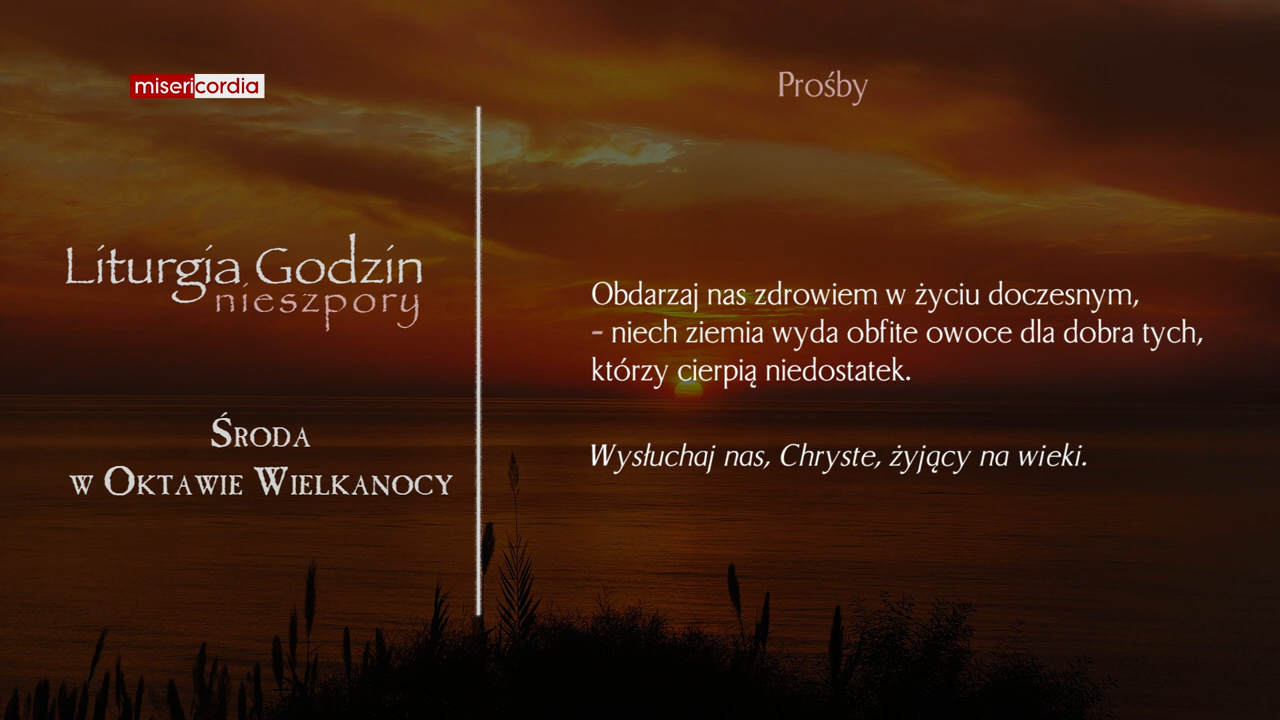 misericordia
Prośby
Liturgia Godzin
nieszpory
Środa
w Oktawie Wielkanocy
Obdarzaj nas zdrowiem w życiu doczesnym,
- niech ziemia wyda obfite owoce dla dobra tych,
którzy cierpią niedostatek.
Wysłuchaj nas, Chryste, żyjący na wieki.